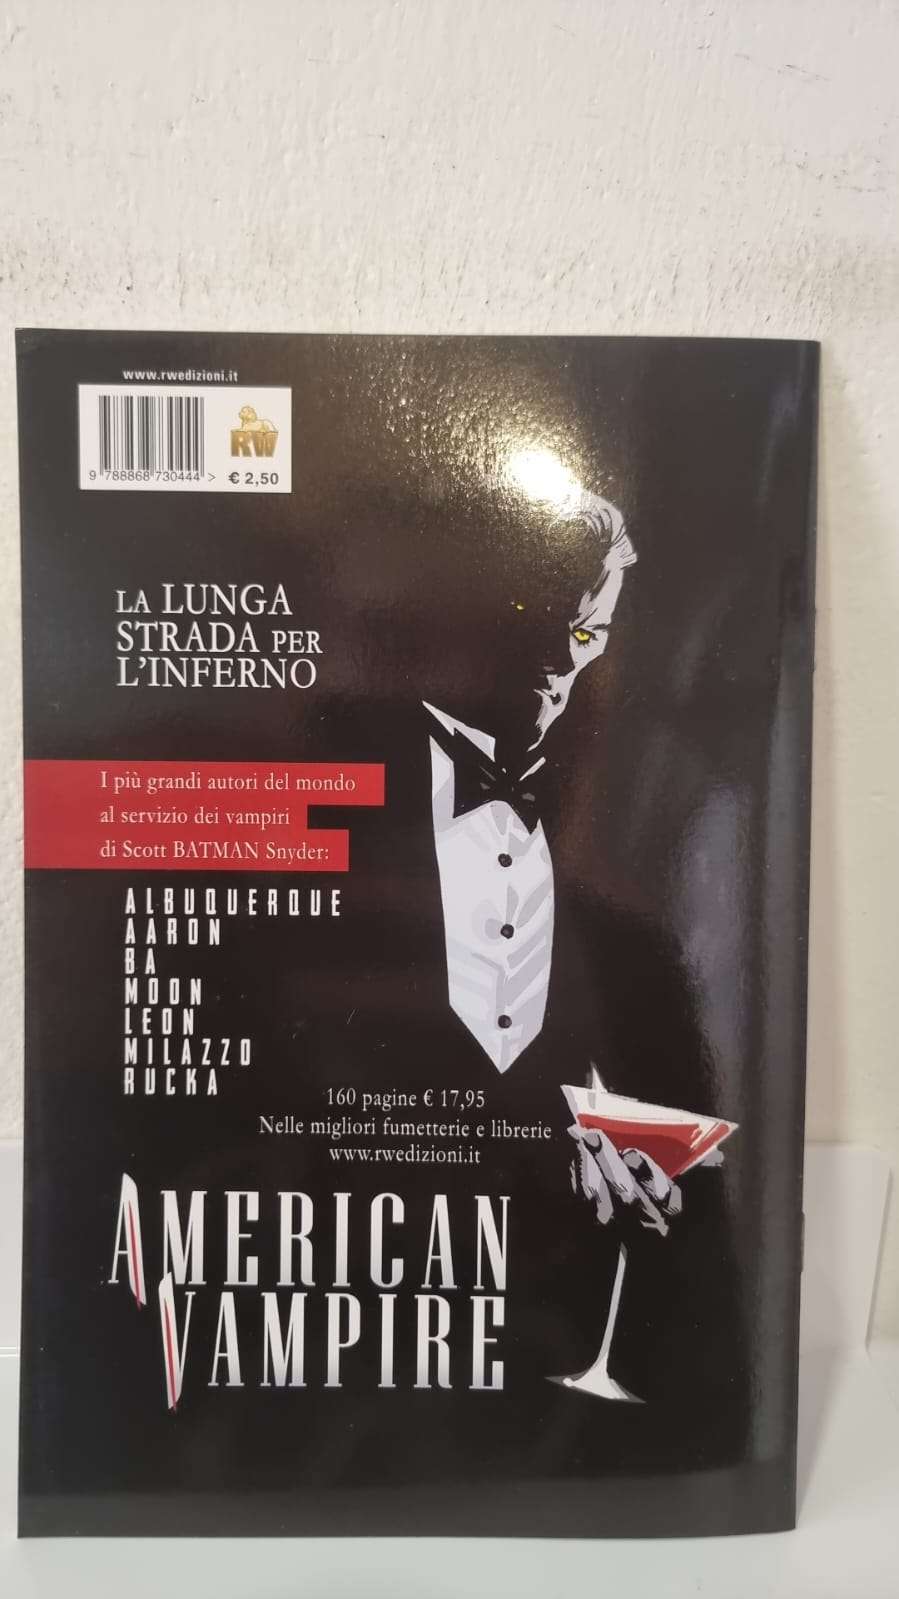 www.rwedizioni.it
RW
9 788868 730444 >
€ 2,50
LA LUNGA
STRADA PER
L'INFERNO
I più grandi autori del mondo
al servizio dei vampiri
di Scott BATMAN Snyder:
ALBUQUERQUE
AARON
BA
MOON
LEON
MILAZZO
RUCKA
160 pagine € 17,95
Nelle migliori fumetterie e librerie
www.rwedizioni.it
AMERICAN
VAMPIRE